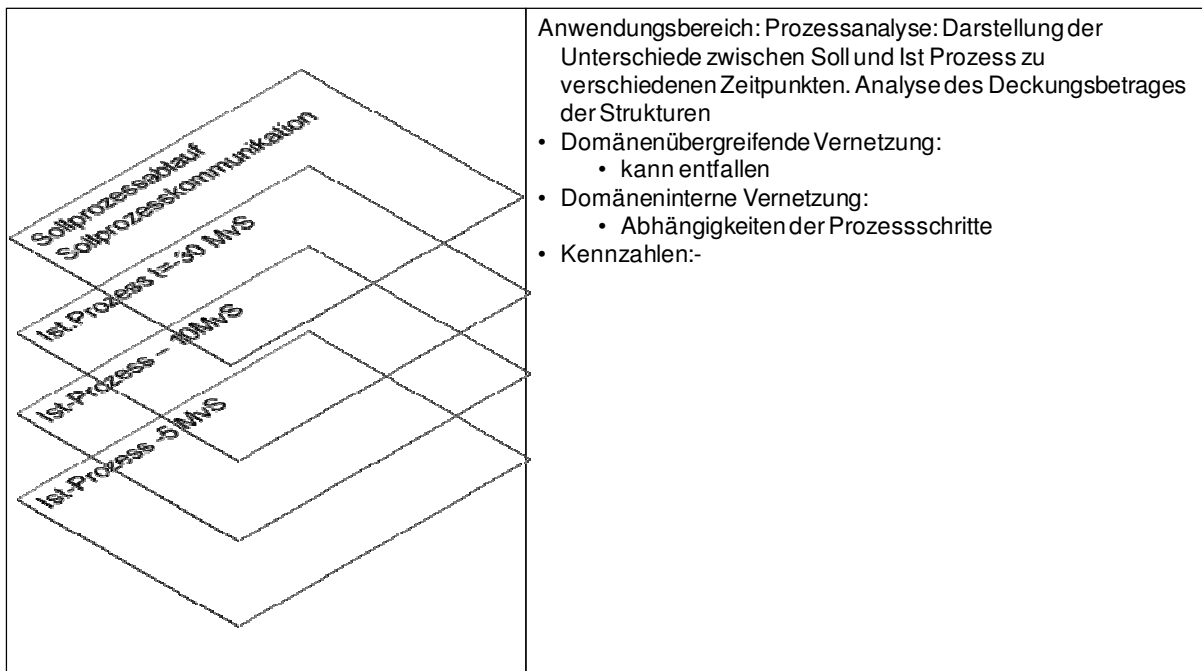 Sollprozessablauf
Sollprozesskommunikation
Ist.Prozess t=-30 MvS
Ist-Prozess – 10MvS
Ist-Prozess -5 MvS
Anwendungsbereich: Prozessanalyse: Darstellung der
Unterschiede zwischen Soll und Ist Prozess zu
verschiedenen Zeitpunkten. Analyse des Deckungsbetrages
der Strukturen
• Domänenübergreifende Vernetzung:
• kann entfallen
• Domäneninterne Vernetzung:
• Abhängigkeiten der Prozessschritte
• Kennzahlen:-